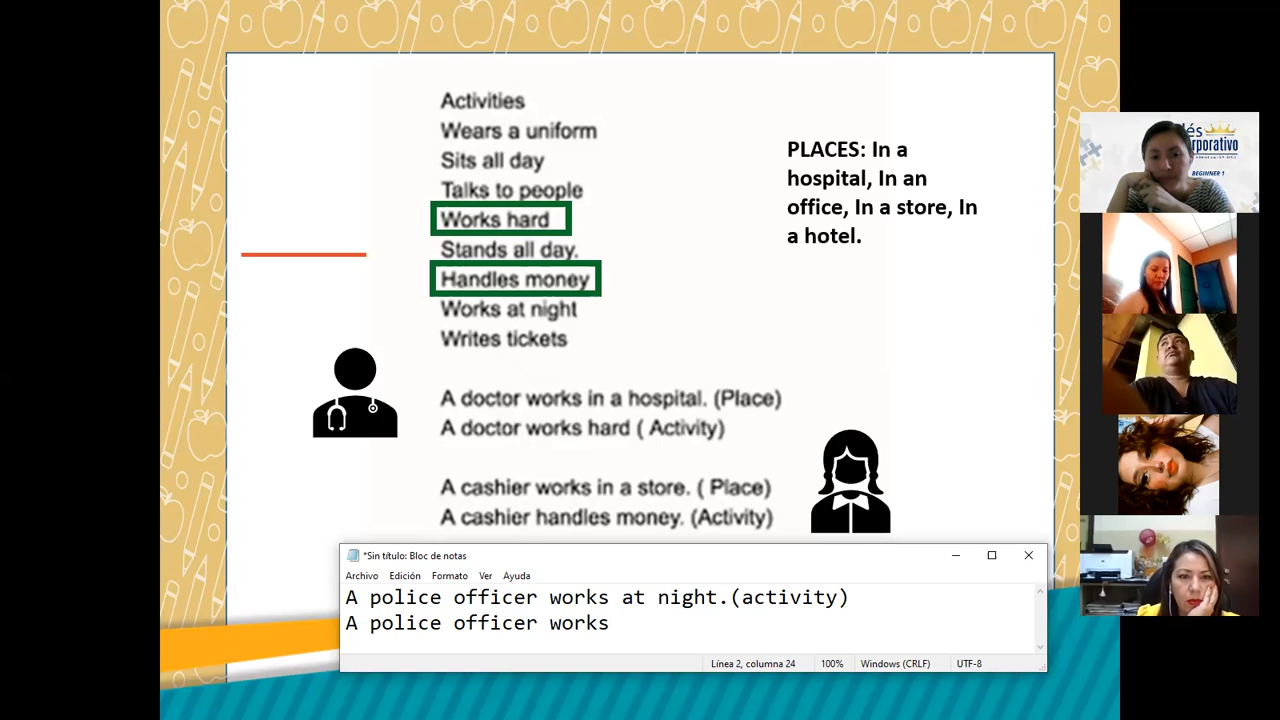 Activities
Wears a uniform
Sits all day
Talks to people
Works hard
Stands all day.
Handles money
Works at night
Writes tickets
PLACES: In a
hospital, In an
office, In a store, In
a hotel.
A doctor works in a hospital. (Place)
A doctor works hard ( Activity)
A cashier works in a store. ( Place)
A cashier handles money. (Activity)
*Sin título: Bloc de notas
Archivo Edición Formato Ver Ayuda
A police officer works at night.(activity)
A police officer works
Línea 2, columna 24 100% Windows (CRLF) UTF-8
BEGINNER 1